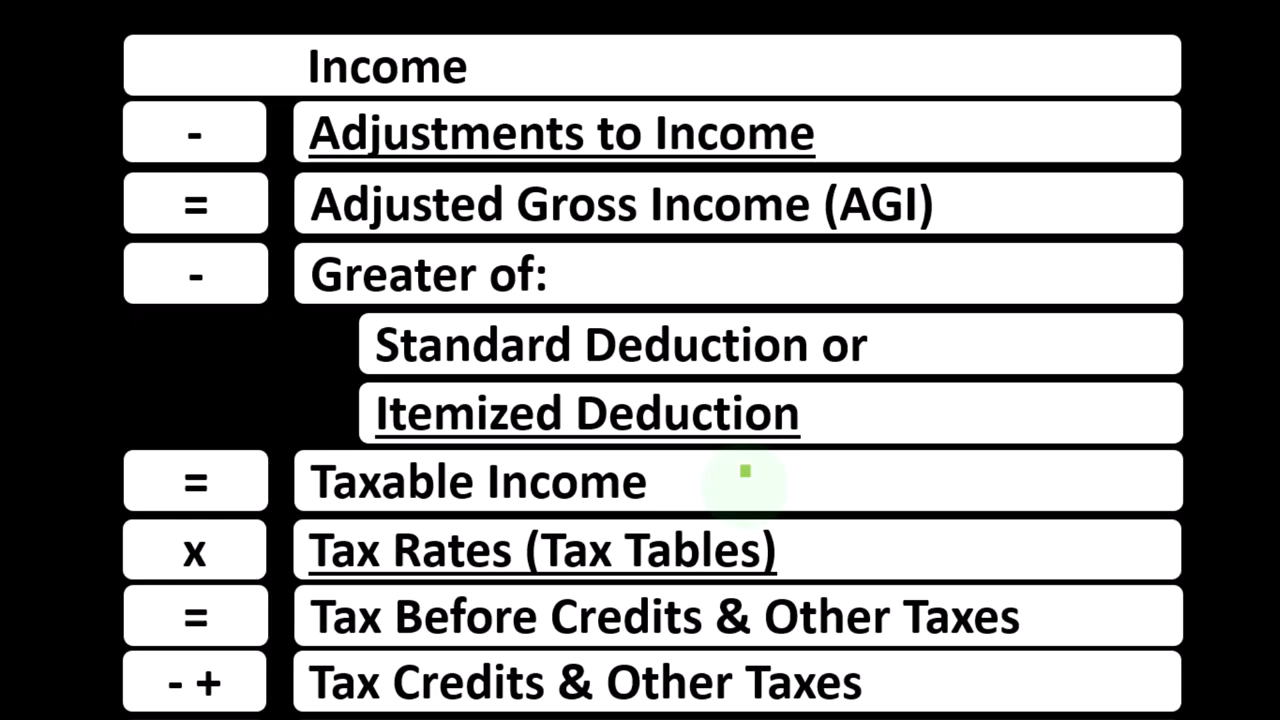 Income
- Adjustments to Income
= Adjusted Gross Income (AGI)
- Greater of:
Standard Deduction or
Itemized Deduction
= Taxable Income
x Tax Rates (Tax Tables)
= Tax Before Credits & Other Taxes
- + Tax Credits & Other Taxes